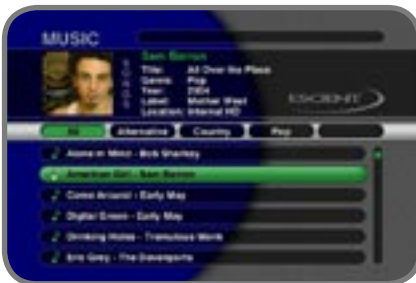 MUSIC
Sam Barron
Title: All Over the Place
Genre: Pop
Year: 2004
Label: Mother West
Location: Internal HD
ESCIENT
All Alternative Country Pop
Alone in Mind - Bob Sharkey
American Girl - Sam Barron
Come Around - Early May
Digital Green - Early May
Drinking Holes - Tremulous Monk
Eric Grey - The Davenports